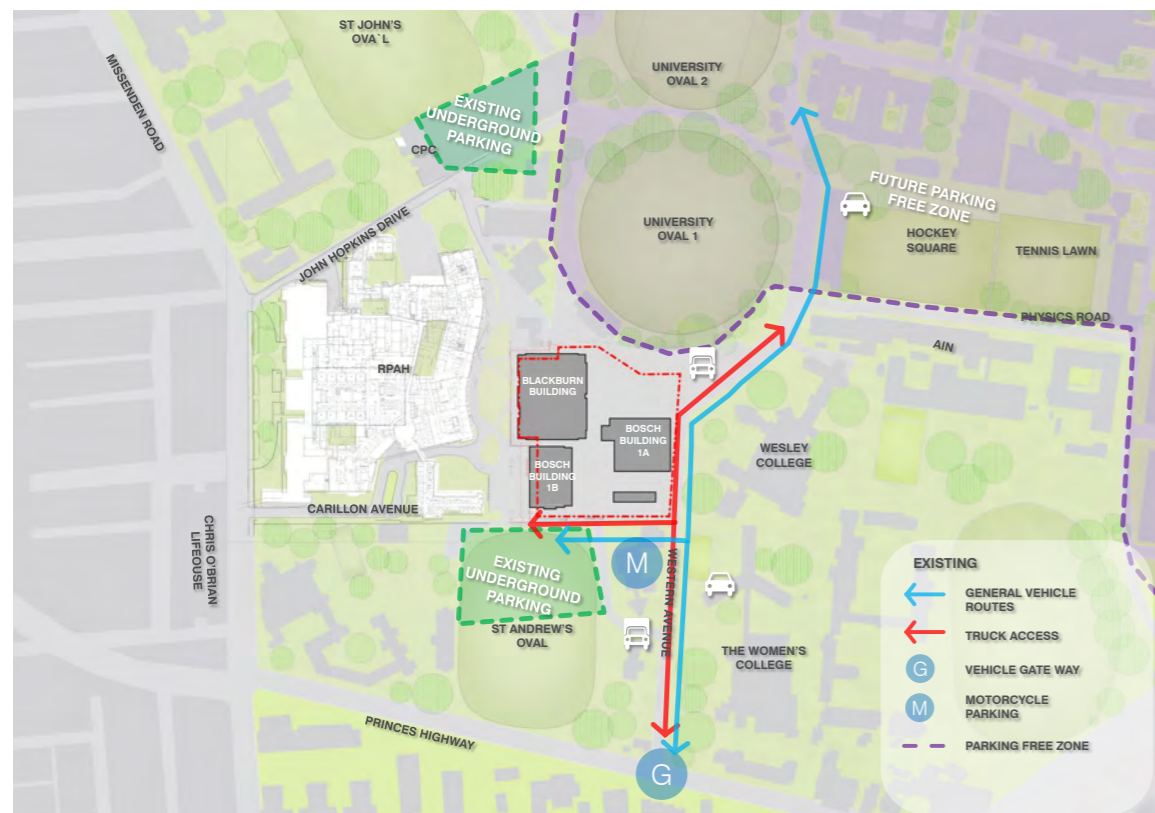 ST JOHN'S
OVA`L
MISSENDEN ROAD
UNIVERSITY
OVAL 2
EXISTING
UNDERGROUND
PARKING
CPC
FUTURE PARKING
FREE ZONE
UNIVERSITY
OVAL 1
HOCKEY
SQUARE
TENNIS LAWN
JOHN HOPKINS DRIVE
PHYSICS ROAD
AIN
RPAH
BLACKBURN
BUILDING
BOSCH
BUILDING
1A
WESLEY
COLLEGE
BOSCH
BUILDING
1B
CARILLON AVENUE
CHRIS O'BRIAN
LIFEOUSE
EXISTING
UNDERGROUND
PARKING
M
WESTERN AVENUE
ST ANDREW'S
OVAL
THE WOMEN'S
COLLEGE
PRINCES HIGHWAY
G
EXISTING
GENERAL VEHICLE
ROUTES
TRUCK ACCESS
G
VEHICLE GATE WAY
M
MOTORCYCLE
PARKING
PARKING FREE ZONE